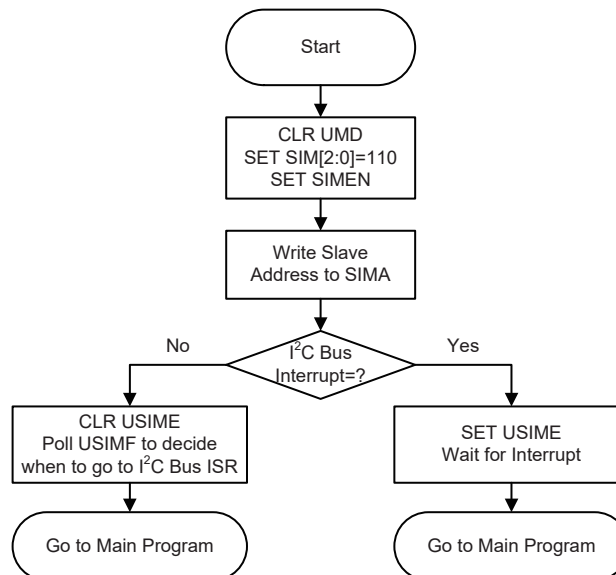 Start
CLR UMD
SET SIM[2:0]=110
SET SIMEN
Write Slave
Address to SIMA
I²C Bus
Interrupt=?
No
Yes
CLR USIME
Poll USIMF to decide
when to go to I²C Bus ISR
SET USIME
Wait for Interrupt
Go to Main Program
Go to Main Program